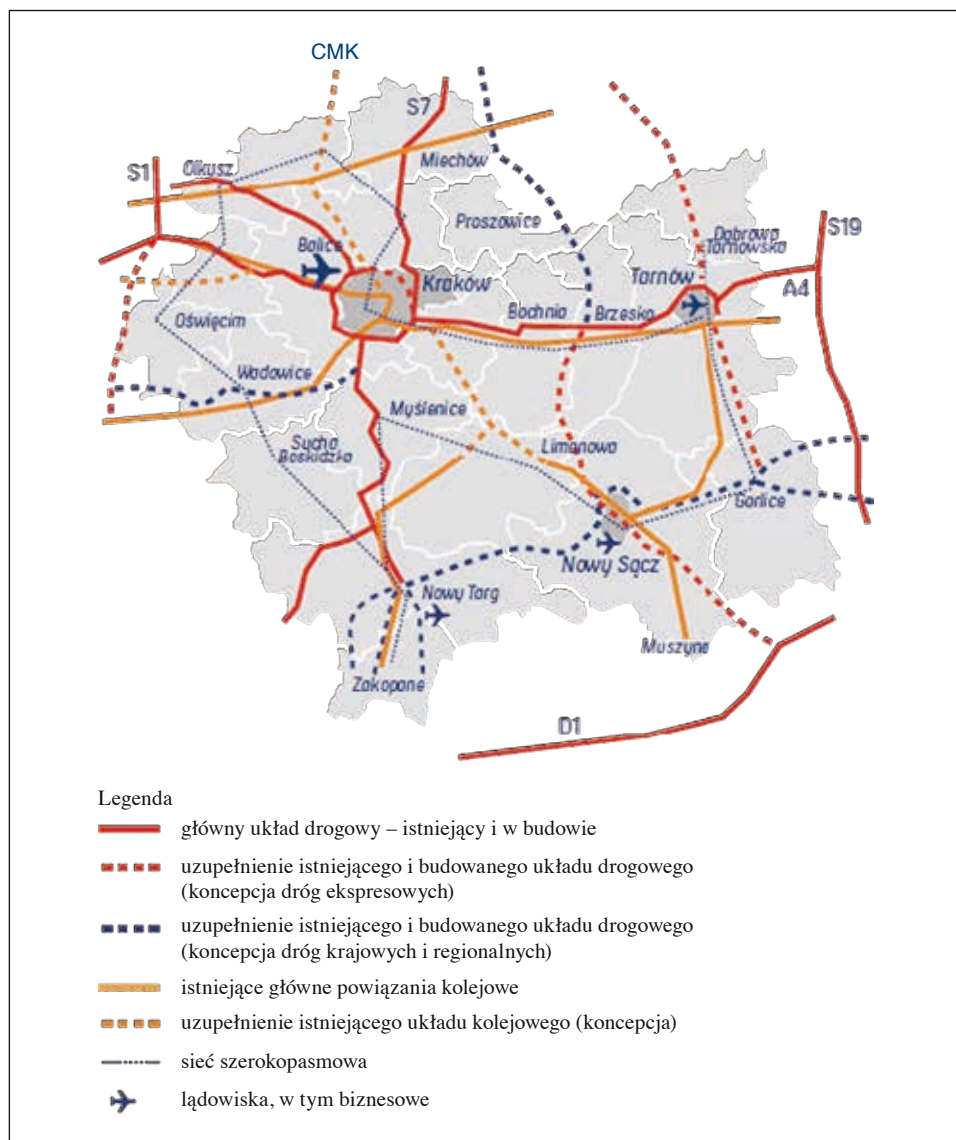 CMK
S7
S1
Olkusz
Miechów
Proszowice
Dąbrowa
Tarnowska
S19
Balice
Kraków
Tarnów
A4
Bochnia
Brzesko
Oświęcim
Wadowice
Myślenice
Sucha
Beskidzka
Limanowa
Gorlice
Nowy Sącz
Nowy Targ
Muszyna
Zakopane
D1
Legenda
główny układ drogowy – istniejący i w budowie
uzupełnienie istniejącego i budowanego układu drogowego
(koncepcja dróg ekspresowych)
uzupełnienie istniejącego i budowanego układu drogowego
(koncepcja dróg krajowych i regionalnych)
istniejące główne powiązania kolejowe
uzupełnienie istniejącego układu kolejowego (koncepcja)
sieć szerokopasmowa
lądowiska, w tym biznesowe